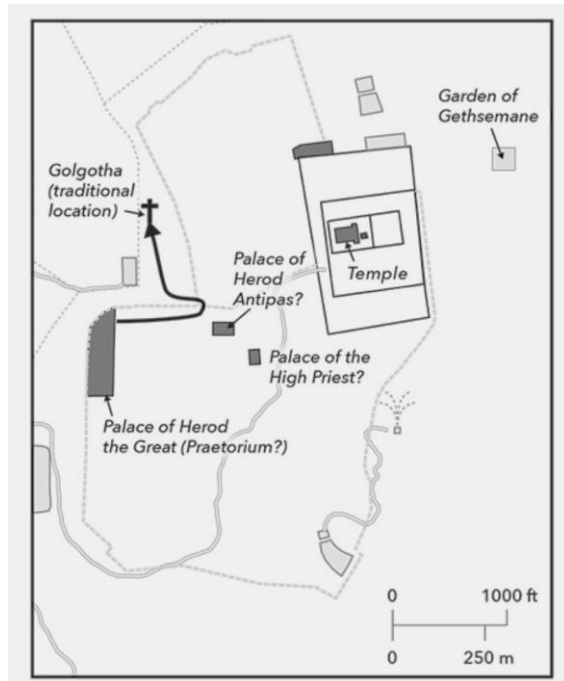 Garden of
Gethsemane
Golgotha
(traditional
location)
Palace of
Herod
Antipas?
Temple
Palace of the
High Priest?
Palace of Herod
the Great (Praetorium?)
0 1000 ft
0 250 m